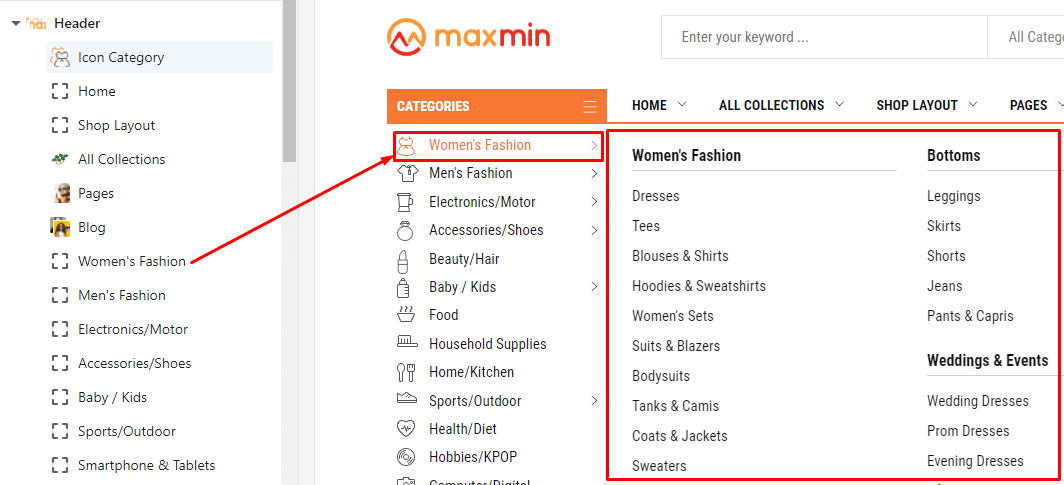 Header
Icon Category
Home
Shop Layout
All Collections
Pages
Blog
Women's Fashion
Men's Fashion
Electronics/Motor
Accessories/Shoes
Baby / Kids
Sports/Outdoor
Smartphone & Tablets
maxmin
Enter your keyword ...
All Categ
CATEGORIES
HOME
ALL COLLECTIONS
SHOP LAYOUT
PAGES
Women's Fashion
Men's Fashion
Electronics/Motor
Accessories/Shoes
Beauty/Hair
Baby / Kids
Food
Household Supplies
Home/Kitchen
Sports/Outdoor
Health/Diet
Hobbies/KPOP
Computer/Digital
Women's Fashion
Dresses
Tees
Blouses & Shirts
Hoodies & Sweatshirts
Women's Sets
Suits & Blazers
Bodysuits
Tanks & Camis
Coats & Jackets
Sweaters
Bottoms
Leggings
Skirts
Shorts
Jeans
Pants & Capris
Weddings & Events
Wedding Dresses
Prom Dresses
Evening Dresses